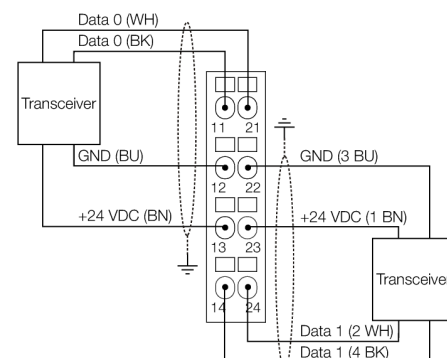 Data 0 (WH)
Data 0 (BK)
Transceiver
11 21
GND (BU)
GND (3 BU)
12 22
+24 VDC (BN)
+24 VDC (1 BN)
13 23
Transceiver
14 24
Data 1 (2 WH)
Data 1 (4 BK)